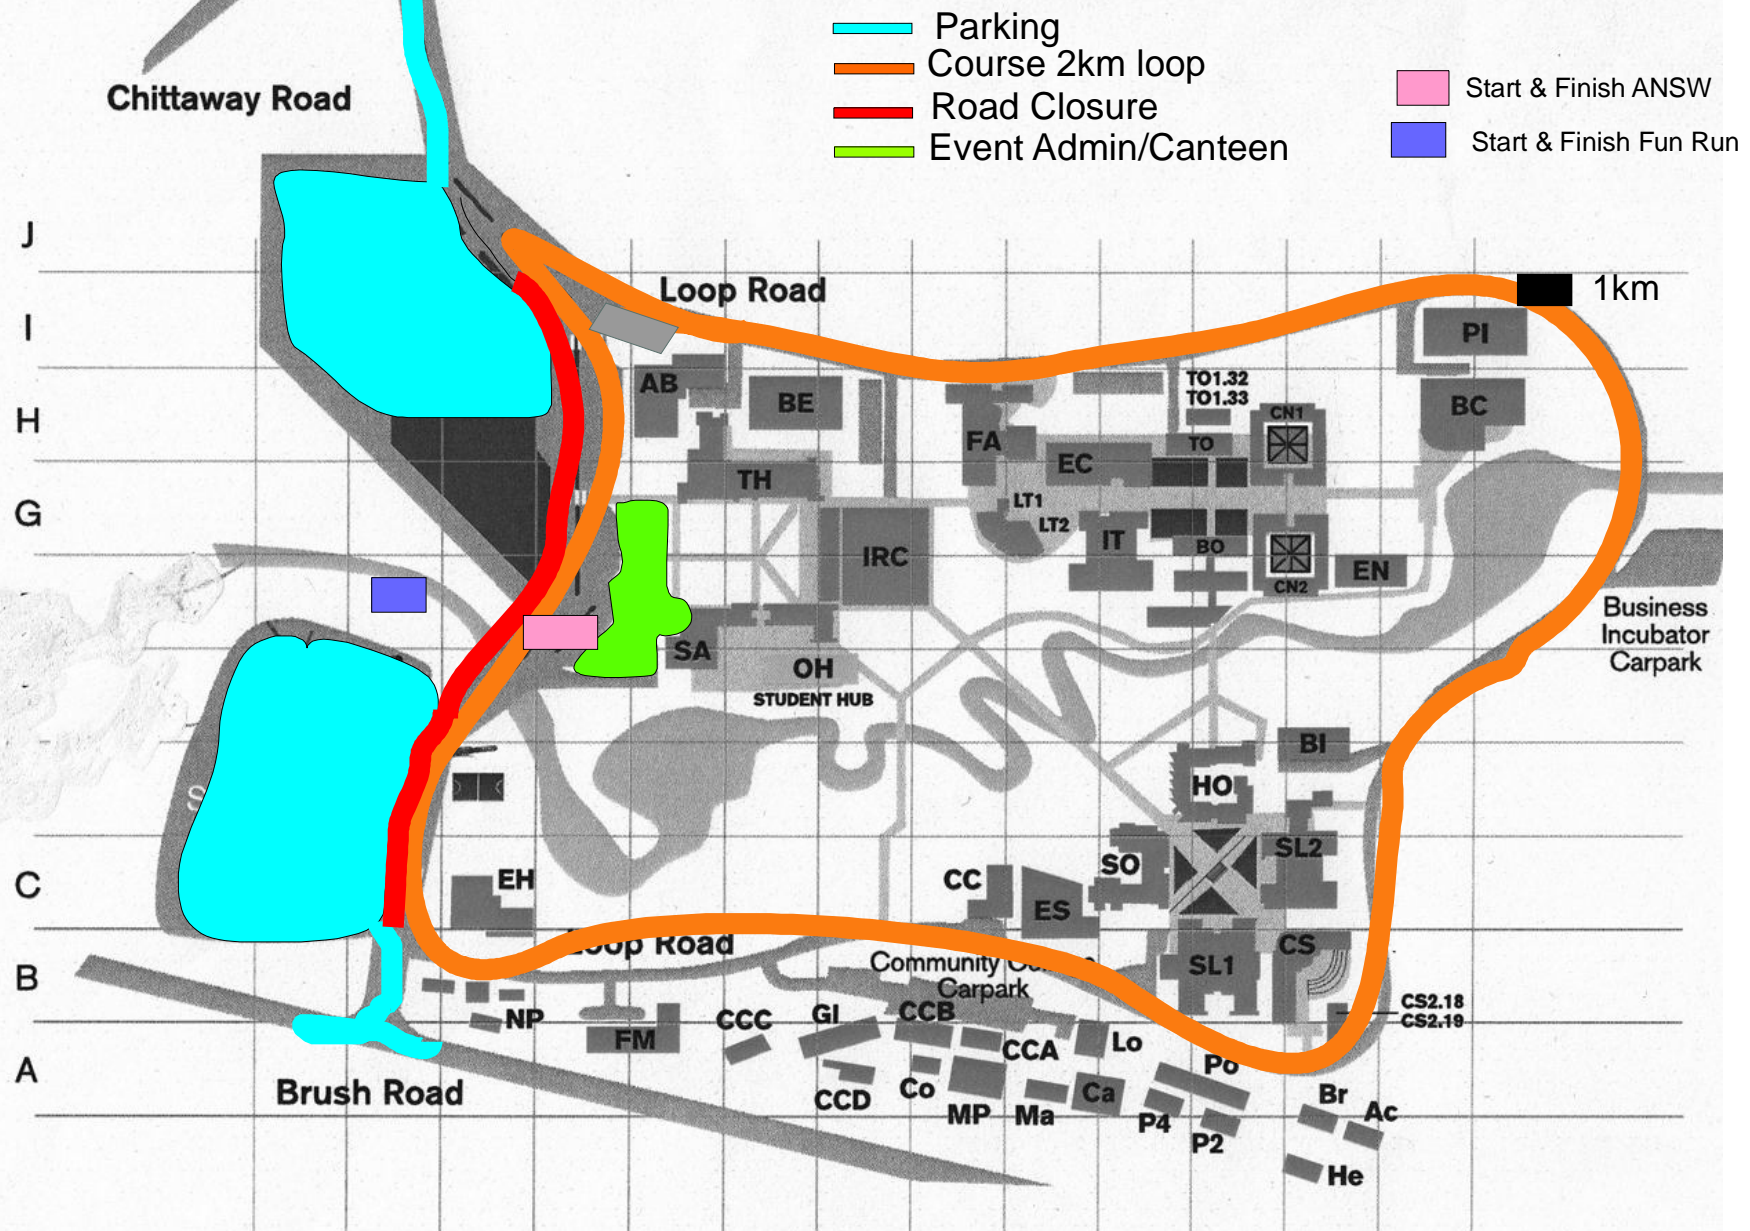 Parking
Course 2km loop
Road Closure
Event Admin/Canteen
Start & Finish ANSW
Start & Finish Fun Run
Chittaway Road
J
Loop Road
1km
I
PI
AB
BE
TO1.32
TO1.33
BC
H
CN1
FA
TO
EC
TH
LT1
G
LT2
IT
BO
IRC
EN
CN2
Business
Incubator
Carpark
SA
OH
STUDENT HUB
BI
HO
S
SL2
SO
C
EH
CC
ES
Loop Road
CS
Community
Carpark
SL1
B
CS2.18
CS2.19
NP
CCC
GI
CCB
FM
CCA
Lo
Po
A
Brush Road
CCD
Co
MP
Ma
Ca
P4
P2
Br
Ac
He